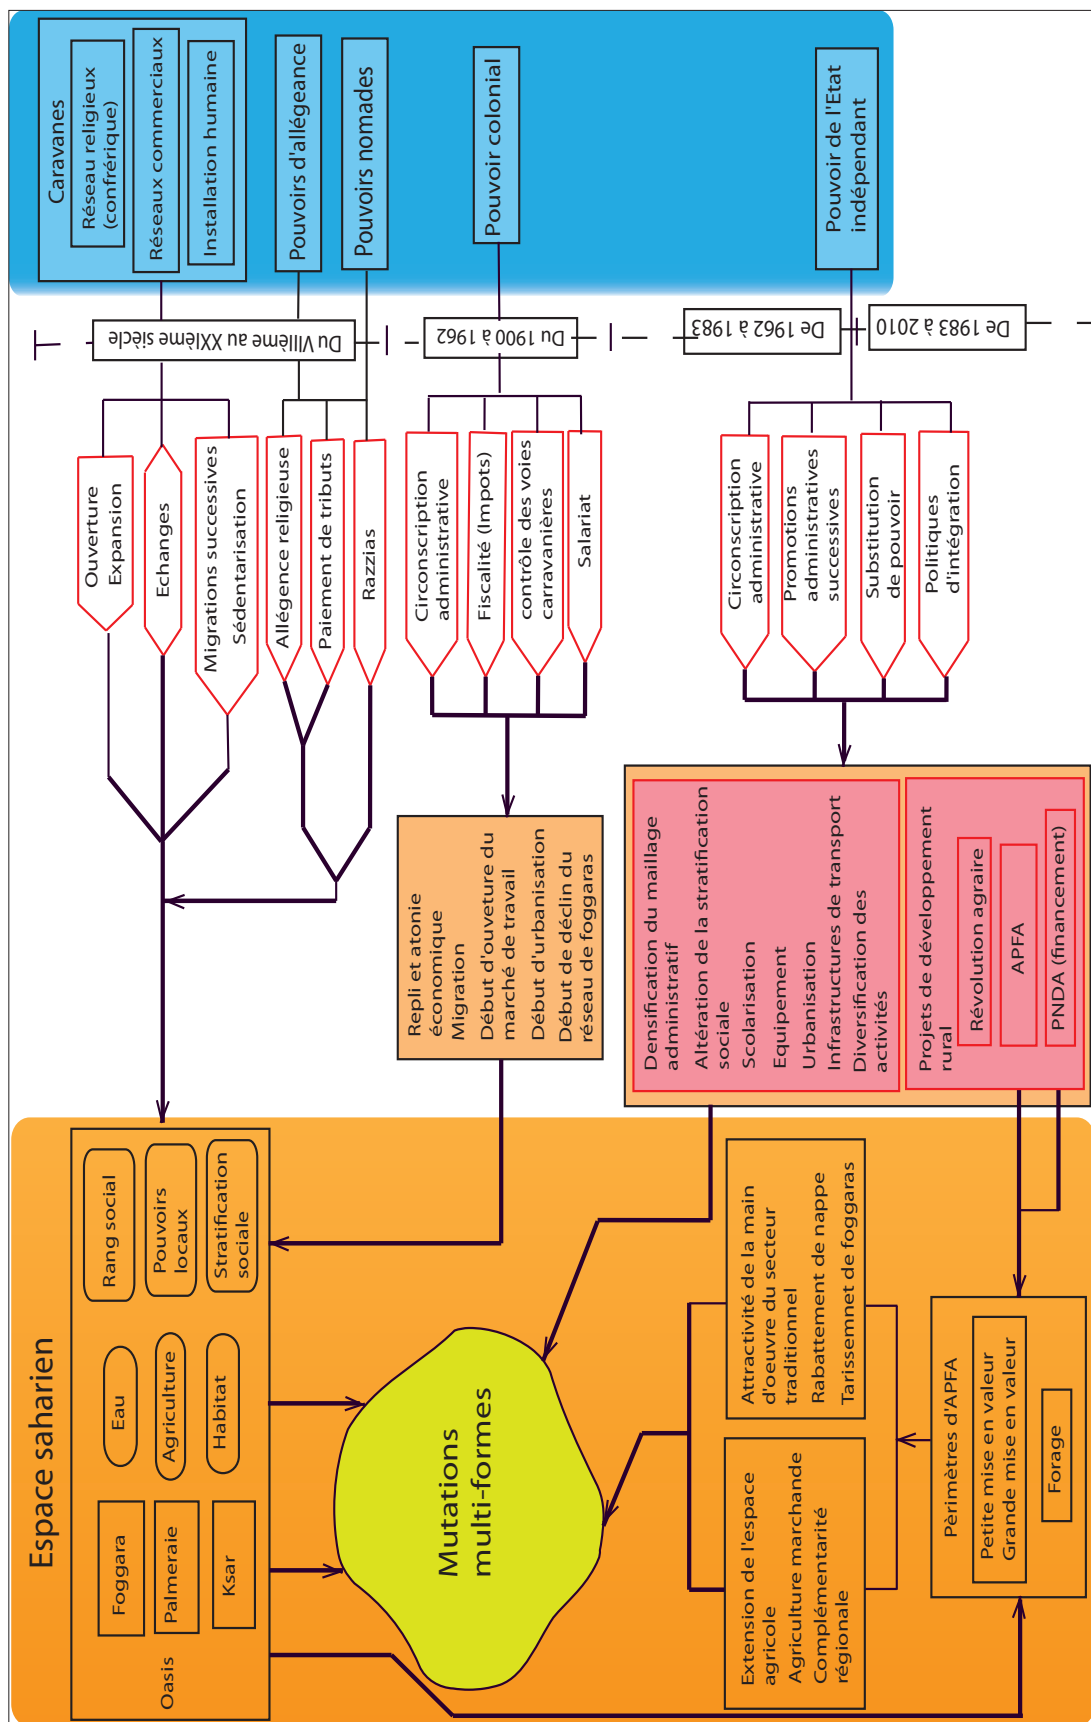 Caravanes
Réseau religieux
(confrérique)
Réseaux commerciaux
Installation humaine
Pouvoirs d'allégeance
Pouvoirs nomades
Pouvoir colonial
Pouvoir de l'Etat
indépendant
Du VIIIème au XXIème siècle
Du 1900 à 1962
De 1962 à 1983
De 1983 à 2010
Ouverture
Expansion
Echanges
Migrations successives
Sédentarisation
Allégence religieuse
Paiement de tributs
Razzias
Circonscription
administrative
Fiscalité (Impots)
contrôle des voies
carravanières
Salariat
Circonscription
administrative
Promotions
administratives
successives
Substitution
de pouvoir
Politiques
d'intégration
Repli et atonie
économique
Migration
Début d'ouveture du
marché de travail
Début d'urbanisation
Début de déclin du
réseau de foggaras
Densification du maillage
administratif
Altération de la stratification
sociale
Scolarisation
Equipement
Urbanisation
Infrastructures de transport
Diversification des
activités
Projets de développement
rural
Révolution agraire
APFA
PNDA (financement)
Espace saharien
Rang social
Pouvoirs
locaux
Stratification
sociale
Eau
Agriculture
Habitat
Foggara
Palmeraie
Ksar
Oasis
Mutations
multi-formes
Attractivité de la main
d'oeuvre du secteur
traditionnel
Rabattement de nappe
Tarissemnet de foggaras
Extension de l'espace
agricole
Agriculture marchande
Complémentarité
régionale
Pèrimètres d'APFA
Petite mise en valeur
Grande mise en valeur
Forage